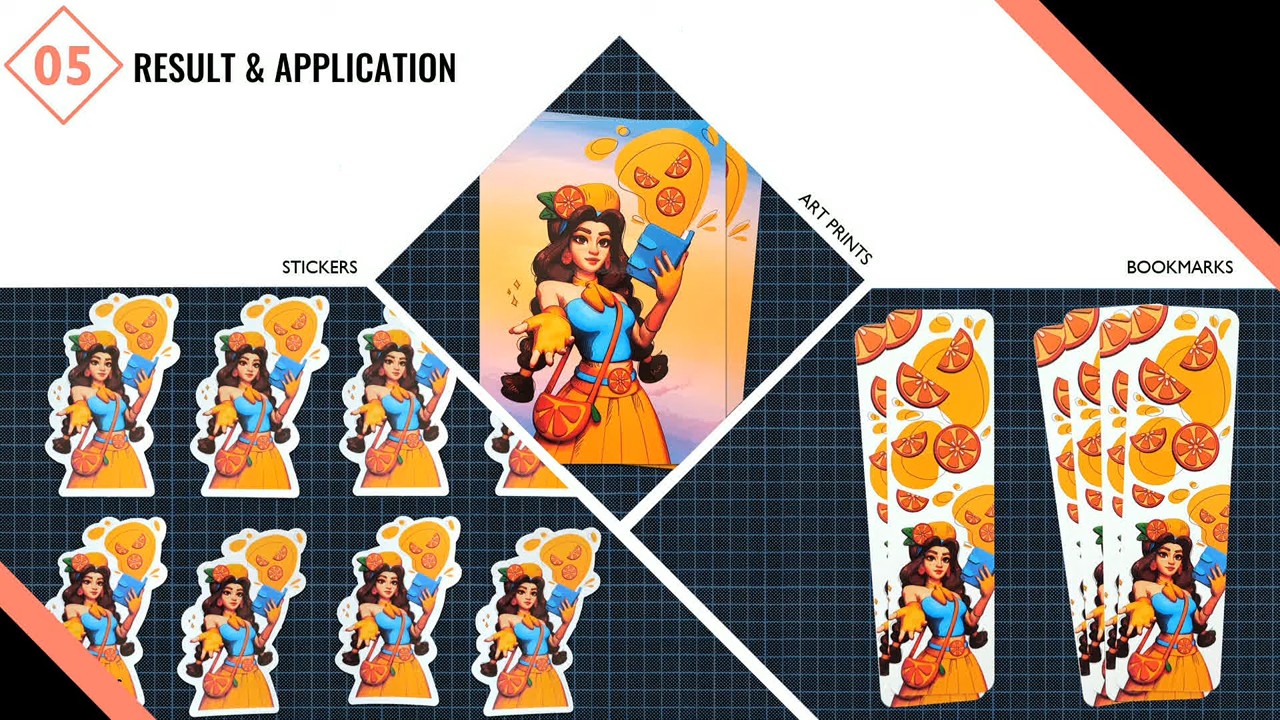 05
RESULT & APPLICATION
STICKERS
ART PRINTS
BOOKMARKS